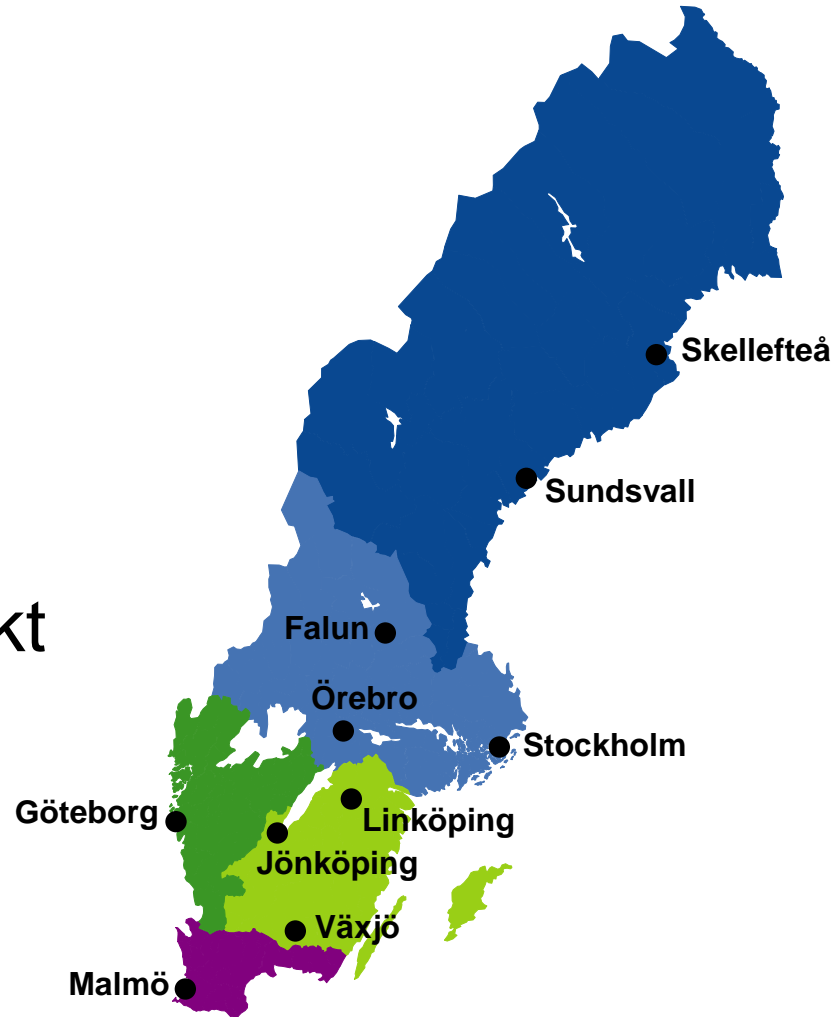 Skellefteå
Sundsvall
kt
Falun
Örebro
Stockholm
Göteborg
Linköping
Jönköping
Växjö
Malmö